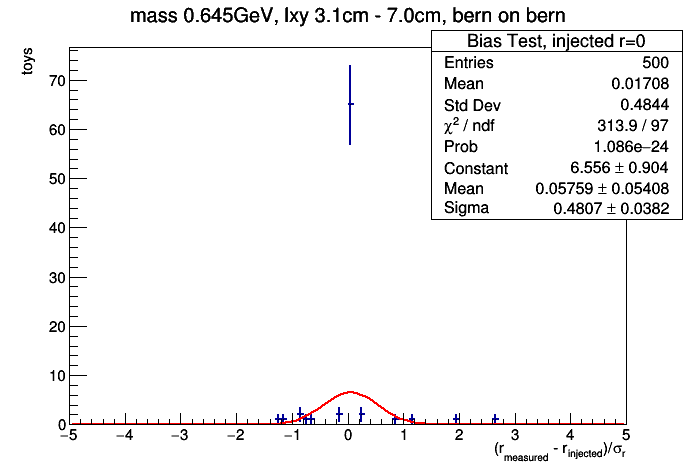 mass 0.645GeV, lxy 3.1cm - 7.0cm, bern on bern
Bias Test, injected r=0
Entries 500
Mean 0.01708
Std Dev 0.4844
χ² / ndf 313.9 / 97
Prob 1.086e−24
Constant 6.556 ± 0.904
Mean 0.05759 ± 0.05408
Sigma 0.4807 ± 0.0382
toys
70
60
50
40
30
20
10
0
−5 −4 −3 −2 −1 0 1 2 3 4 5
(r_measured - r_injected)/σ_r